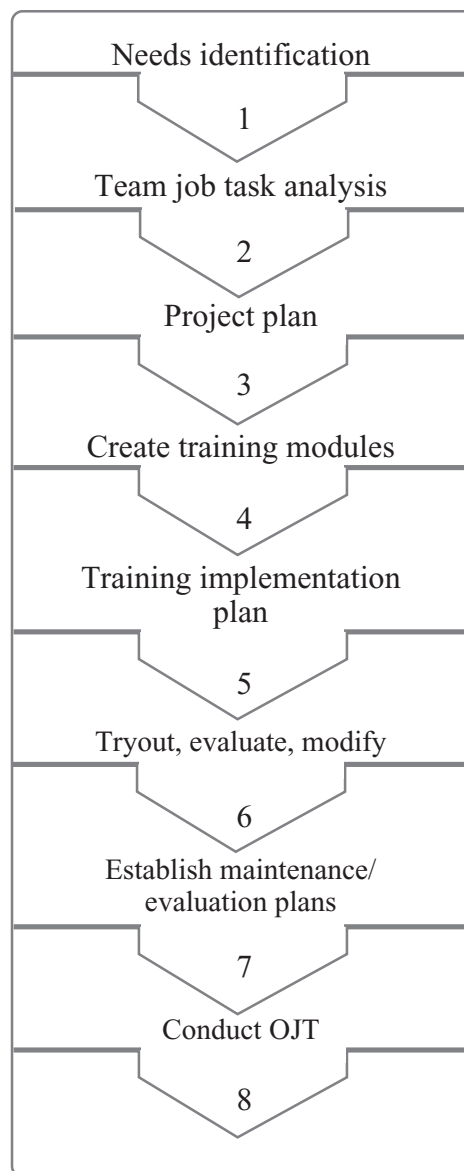 Needs identification
1
Team job task analysis
2
Project plan
3
Create training modules
4
Training implementation
plan
5
Tryout, evaluate, modify
6
Establish maintenance/
evaluation plans
7
Conduct OJT
8